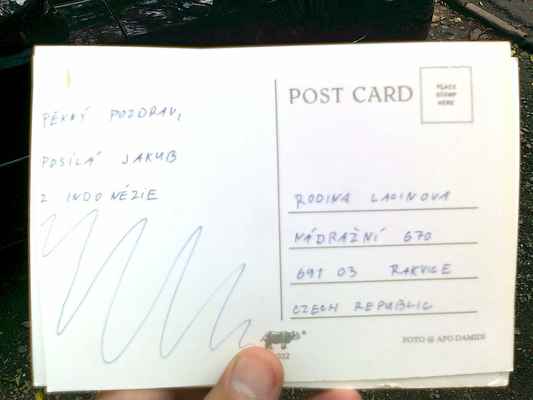 PĚKNÝ POZDRAV,
POSÍLÁ JAKUB
Z INDONÉZIE
POST CARD
PLACE
STAMP
HERE
RODINA
NÁDRAŽNÍ 670
691 03 RAKVICE
CZECH REPUBLIC
FOTO @ APO DAMIDI